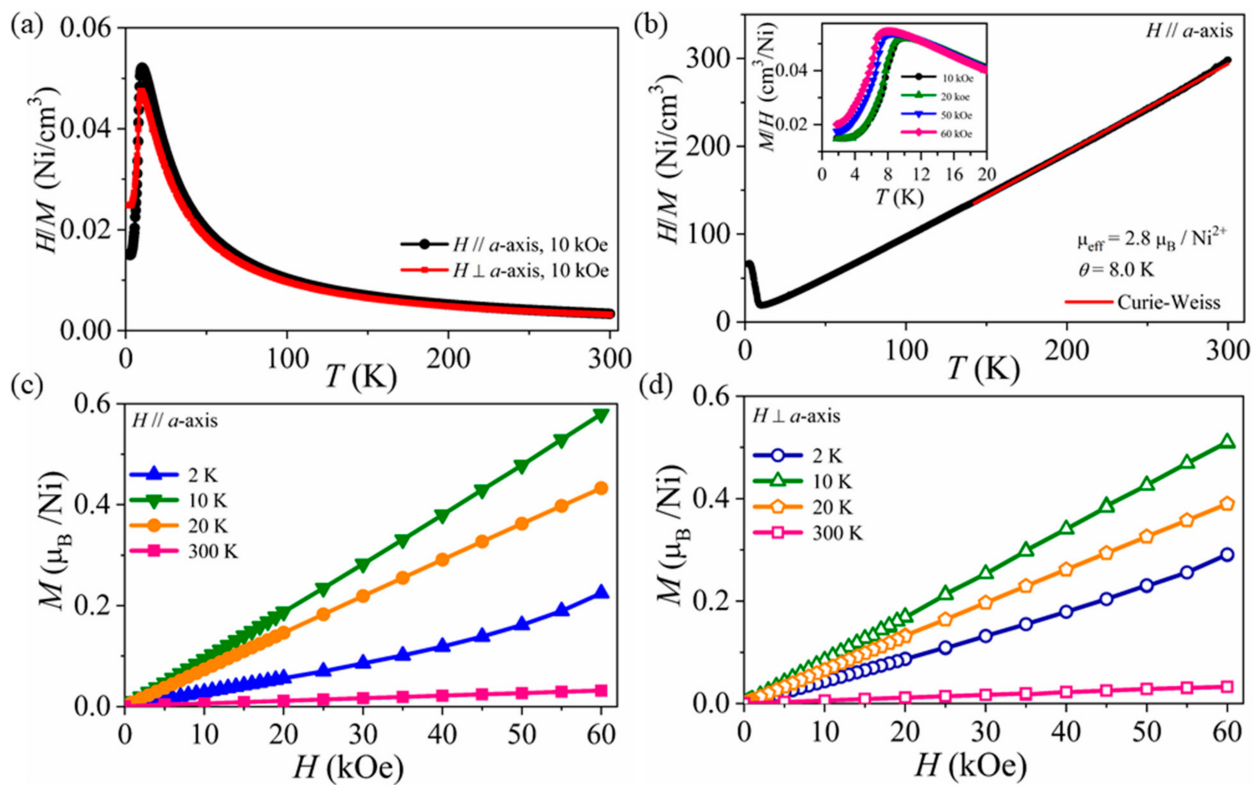 (a)
0.06
0.04
0.02
0.00
H/M (Ni/cm³)
H // a-axis, 10 kOe
H ⊥ a-axis, 10 kOe
0 100 200 300
T (K)
(b)
300
200
100
0
H/M (Ni/cm³)
H // a-axis
M/H (cm³/Ni)
0.04
0.02
10 kOe
20 koe
50 kOe
60 kOe
0 4 8 12 16 20
T (K)
μeff = 2.8 μB / Ni²⁺
θ = 8.0 K
Curie-Weiss
0 100 200 300
T (K)
(c)
0.6
0.4
0.2
0.0
M (μB /Ni)
H // a-axis
2 K
10 K
20 K
300 K
0 10 20 30 40 50 60
H (kOe)
(d)
0.6
0.4
0.2
0.0
M (μB /Ni)
H ⊥ a-axis
2 K
10 K
20 K
300 K
0 10 20 30 40 50 60
H (kOe)